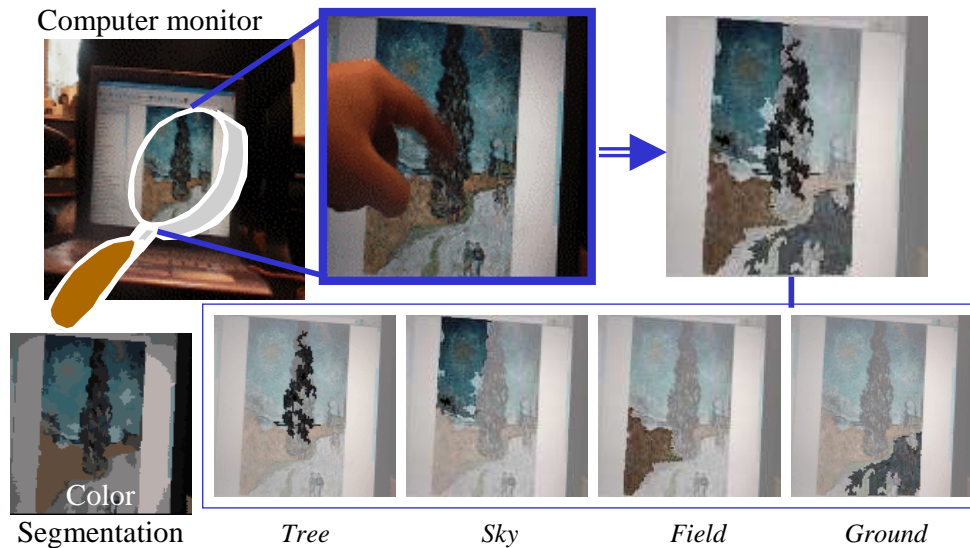 Computer monitor
Color
Segmentation
Tree
Sky
Field
Ground